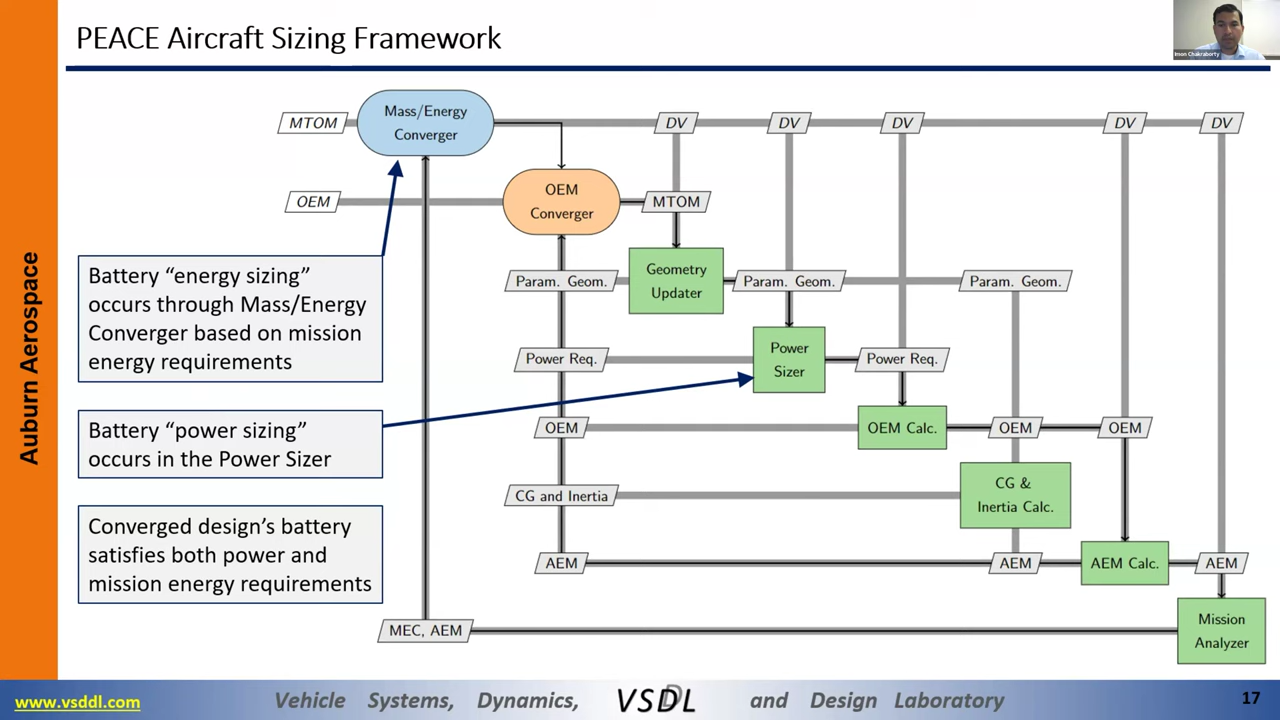 PEACE Aircraft Sizing Framework
Imon Chakraborty
MTOM
Mass/Energy
Converger
DV
DV
DV
DV
DV
OEM
OEM
Converger
MTOM
Battery “energy sizing”
occurs through Mass/Energy
Converger based on mission
energy requirements
Param. Geom.
Geometry
Updater
Param. Geom.
Param. Geom.
Power Req.
Power
Sizer
Power Req.
Battery “power sizing”
occurs in the Power Sizer
OEM
OEM Calc.
OEM
OEM
CG and Inertia
CG &
Inertia Calc.
Converged design’s battery
satisfies both power and
mission energy requirements
AEM
AEM
AEM Calc.
AEM
MEC, AEM
Mission
Analyzer
Auburn Aerospace
www.vsddl.com
Vehicle Systems, Dynamics, VSDDL and Design Laboratory
17